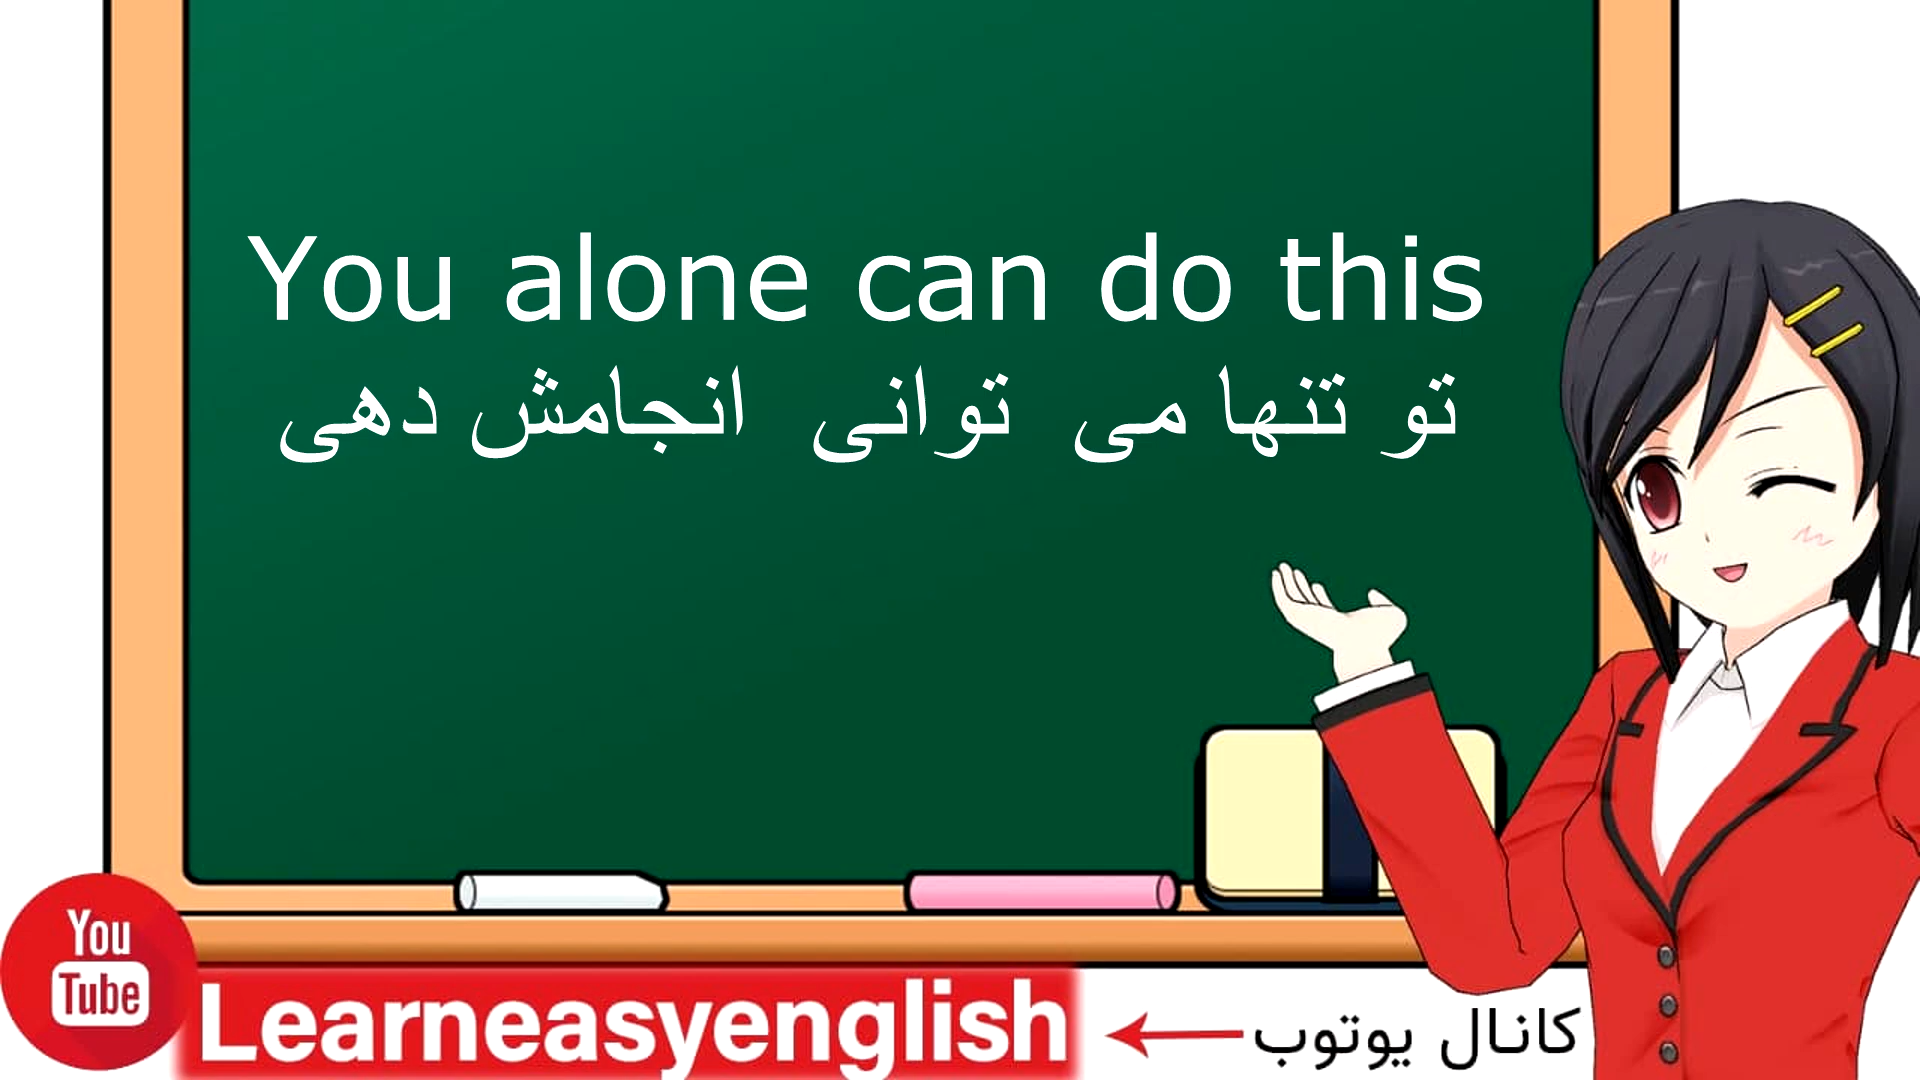 You alone can do this
تو تنها می توانی انجامش دهی
You
Tube
Learneasyenglish
کانال یوتوب